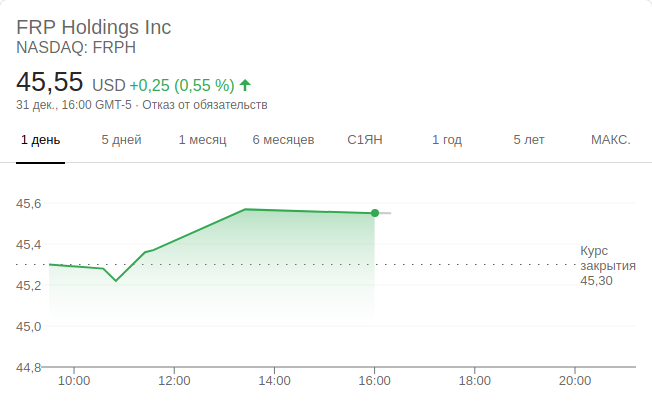 FRP Holdings Inc
NASDAQ: FRPH
45,55 USD +0,25 (0,55 %)
31 дек., 16:00 GMT-5 · Отказ от обязательств
1 день 5 дней 1 месяц 6 месяцев С1ЯН 1 год 5 лет МАКС.
45,6
45,4
Курс
закрытия
45,30
45,2
45,0
44,8
10:00 12:00 14:00 16:00 18:00 20:00